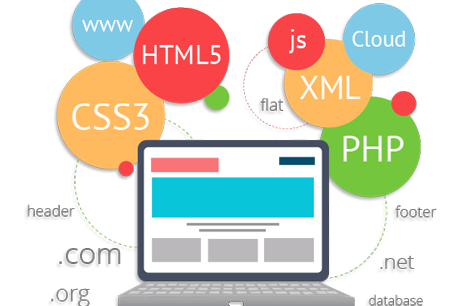 www
HTML5
CSS3
js
Cloud
XML
flat
PHP
header
footer
.com
.net
.org
database